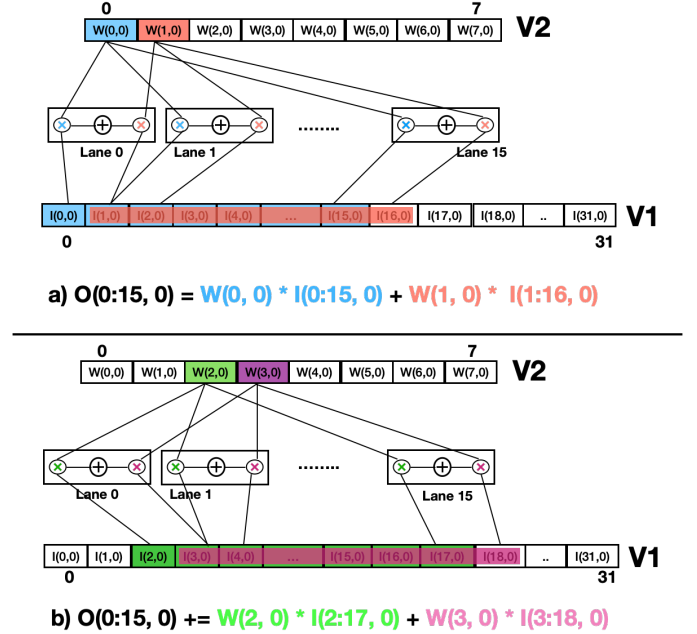 0 7
W(0,0) W(1,0) W(2,0) W(3,0) W(4,0) W(5,0) W(6,0) W(7,0) V2
Lane 0 Lane 1 ........ Lane 15
I(0,0) I(1,0) I(2,0) I(3,0) I(4,0) ... I(15,0) I(16,0) I(17,0) I(18,0) .. I(31,0) V1
0 31
a) O(0:15, 0) = W(0, 0) * I(0:15, 0) + W(1, 0) * I(1:16, 0)
0 7
W(0,0) W(1,0) W(2,0) W(3,0) W(4,0) W(5,0) W(6,0) W(7,0) V2
Lane 0 Lane 1 ........ Lane 15
I(0,0) I(1,0) I(2,0) I(3,0) I(4,0) ... I(15,0) I(16,0) I(17,0) I(18,0) .. I(31,0) V1
0 31
b) O(0:15, 0) += W(2, 0) * I(2:17, 0) + W(3, 0) * I(3:18, 0)